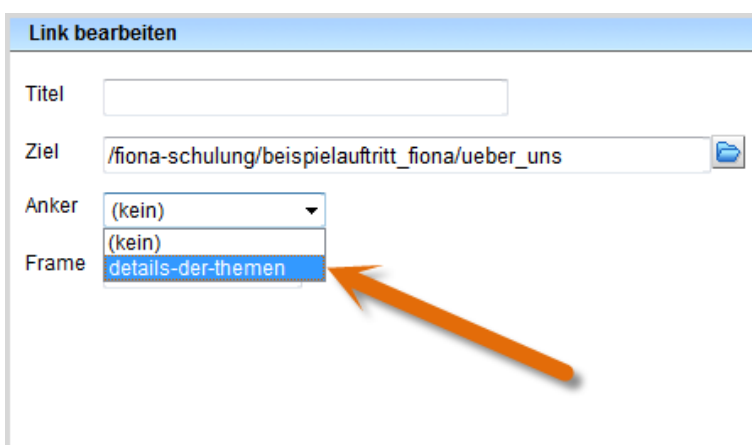 Link bearbeiten
Titel
Ziel /fiona-schulung/beispielauftritt_fiona/ueber_uns
Anker (kein)
(kein)
Frame details-der-themen